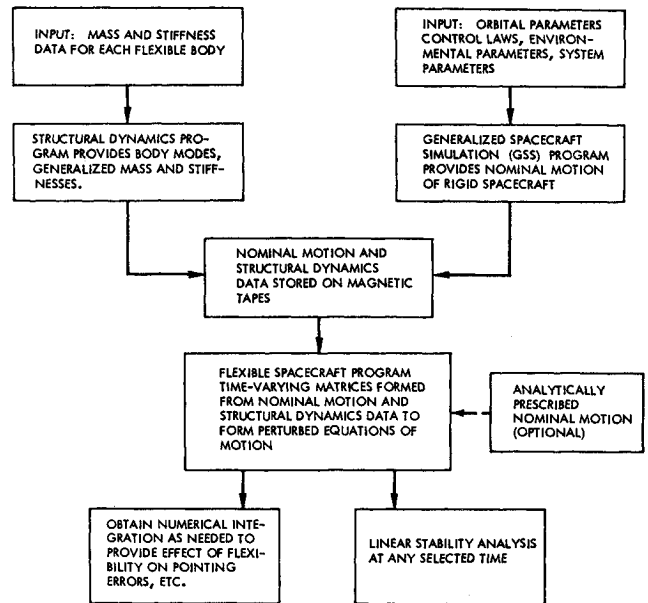 INPUT: MASS AND STIFFNESS
DATA FOR EACH FLEXIBLE BODY
INPUT: ORBITAL PARAMETERS
CONTROL LAWS, ENVIRON-
MENTAL PARAMETERS, SYSTEM
PARAMETERS
STRUCTURAL DYNAMICS PRO-
GRAM PROVIDES BODY MODES,
GENERALIZED MASS AND STIFF-
NESSES.
GENERALIZED SPACECRAFT
SIMULATION (GSS) PROGRAM
PROVIDES NOMINAL MOTION
OF RIGID SPACECRAFT
NOMINAL MOTION AND
STRUCTURAL DYNAMICS
DATA STORED ON MAGNETIC
TAPES
FLEXIBLE SPACECRAFT PROGRAM
TIME-VARYING MATRICES FORMED
FROM NOMINAL MOTION AND
STRUCTURAL DYNAMICS DATA TO
FORM PERTURBED EQUATIONS OF
MOTION
ANALYTICALLY
PRESCRIBED
NOMINAL MOTION
(OPTIONAL)
OBTAIN NUMERICAL INTE-
GRATION AS NEEDED TO
PROVIDE EFFECT OF FLEXI-
BILITY ON POINTING
ERRORS, ETC.
LINEAR STABILITY ANALYSIS
AT ANY SELECTED TIME